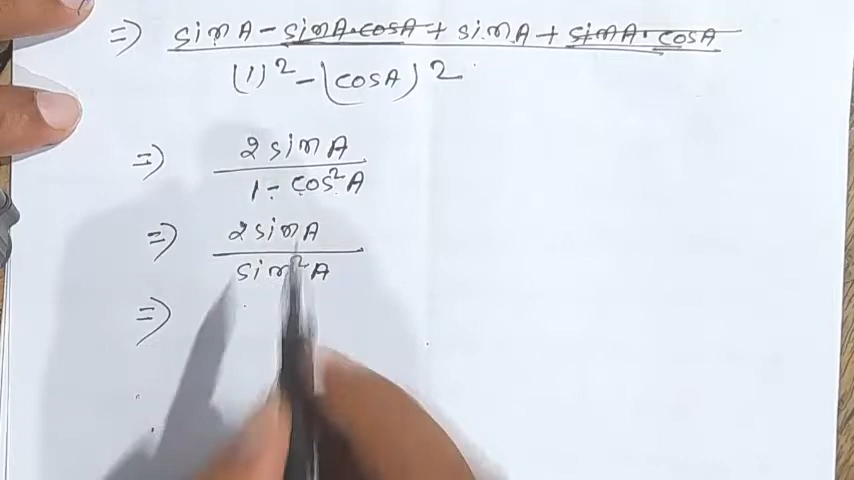 => sinA - sinA·cosA + sinA + sinA·cosA
(1)² - (cosA)²
=> 2sinA
1 - cos²A
=> 2sinA
sin²A
=>